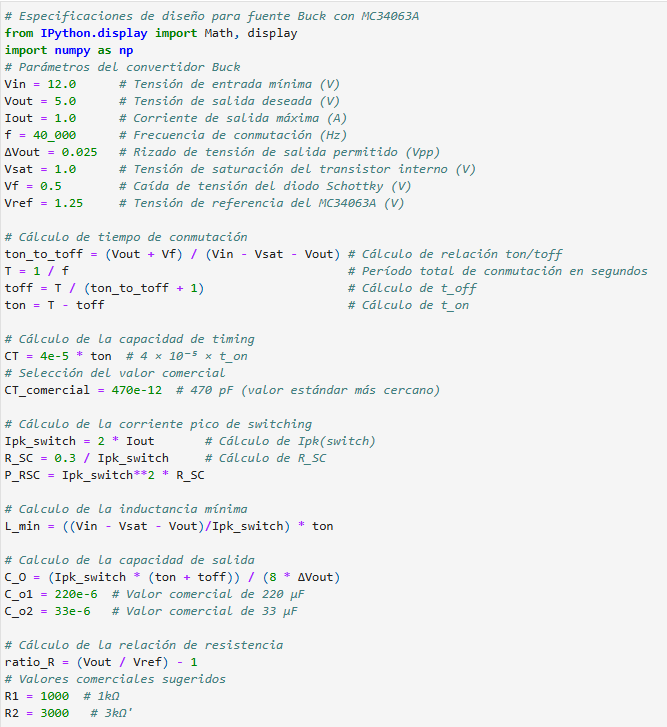 # Especificaciones de diseño para fuente Buck con MC34063A
from IPython.display import Math, display
import numpy as np
# Parámetros del convertidor Buck
Vin = 12.0      # Tensión de entrada mínima (V)
Vout = 5.0      # Tensión de salida deseada (V)
Iout = 1.0      # Corriente de salida máxima (A)
f = 40_000      # Frecuencia de conmutación (Hz)
ΔVout = 0.025   # Rizado de tensión de salida permitido (Vpp)
Vsat = 1.0      # Tensión de saturación del transistor interno (V)
Vf = 0.5        # Caída de tensión del diodo Schottky (V)
Vref = 1.25     # Tensión de referencia del MC34063A (V)

# Cálculo de tiempo de conmutación
ton_to_toff = (Vout + Vf) / (Vin - Vsat - Vout) # Cálculo de relación ton/toff
T = 1 / f                                       # Período total de conmutación en segundos
toff = T / (ton_to_toff + 1)                    # Cálculo de t_off
ton = T - toff                                  # Cálculo de t_on

# Cálculo de la capacidad de timing
CT = 4e-5 * ton  # 4 × 10⁻⁵ × t_on
# Selección del valor comercial
CT_comercial = 470e-12  # 470 pF (valor estándar más cercano)

# Cálculo de la corriente pico de switching
Ipk_switch = 2 * Iout       # Cálculo de Ipk(switch)
R_SC = 0.3 / Ipk_switch     # Cálculo de R_SC
P_RSC = Ipk_switch**2 * R_SC

# Calculo de la inductancia mínima
L_min = ((Vin - Vsat - Vout)/Ipk_switch) * ton

# Calculo de la capacidad de salida
C_O = (Ipk_switch * (ton + toff)) / (8 * ΔVout)
C_o1 = 220e-6  # Valor comercial de 220 µF
C_o2 = 33e-6   # Valor comercial de 33 µF

# Cálculo de la relación de resistencia
ratio_R = (Vout / Vref) - 1
# Valores comerciales sugeridos
R1 = 1000  # 1kΩ
R2 = 3000   # 3kΩ'